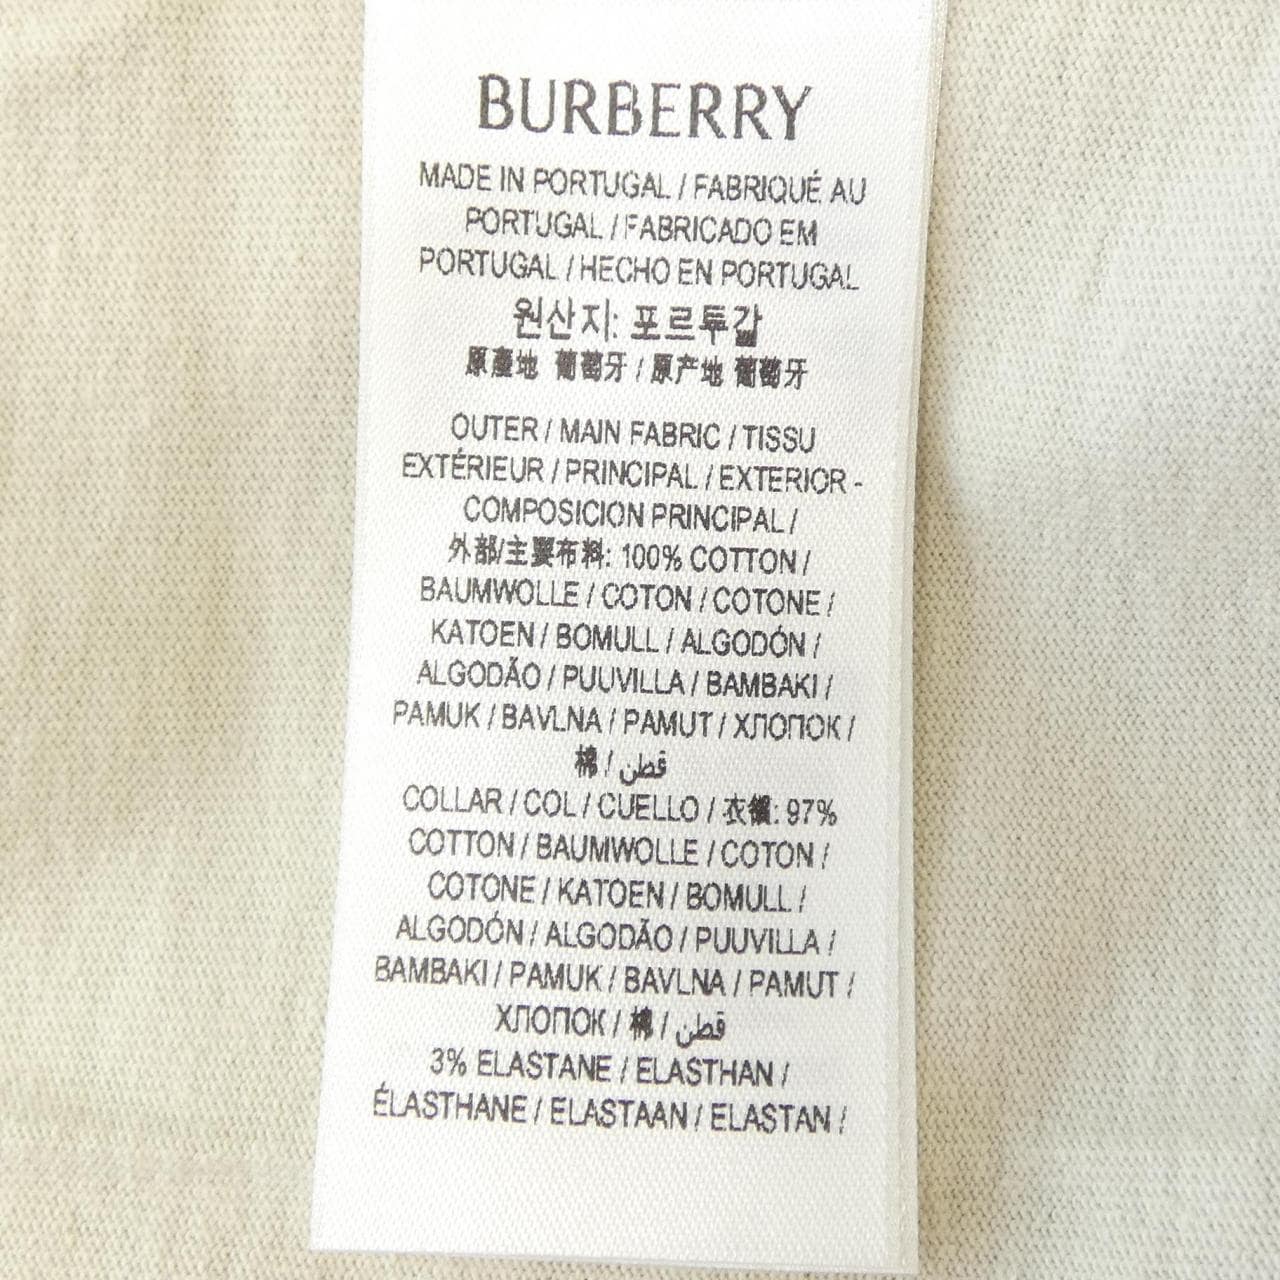 BURBERRY
MADE IN PORTUGAL / FABRIQUÉ AU
PORTUGAL / FABRICADO EM
PORTUGAL / HECHO EN PORTUGAL
원산지: 포르투갈
原產地 葡萄牙 / 原产地 葡萄牙
OUTER / MAIN FABRIC / TISSU
EXTÉRIEUR / PRINCIPAL / EXTERIOR -
COMPOSICION PRINCIPAL /
外部/主要布料: 100% COTTON /
BAUMWOLLE / COTON / COTONE /
KATOEN / BOMULL / ALGODÓN /
ALGODÃO / PUUVILLA / BAMBAKI /
PAMUK / BAVLNA / PAMUT / ХЛОПОК /
棉 / قطن
COLLAR / COL / CUELLO / 衣領: 97%
COTTON / BAUMWOLLE / COTON /
COTONE / KATOEN / BOMULL /
ALGODÓN / ALGODÃO / PUUVILLA /
BAMBAKI / PAMUK / BAVLNA / PAMUT /
ХЛОПОК / 棉 / قطن
3% ELASTANE / ELASTHAN /
ÉLASTHANE / ELASTAAN / ELASTAN /